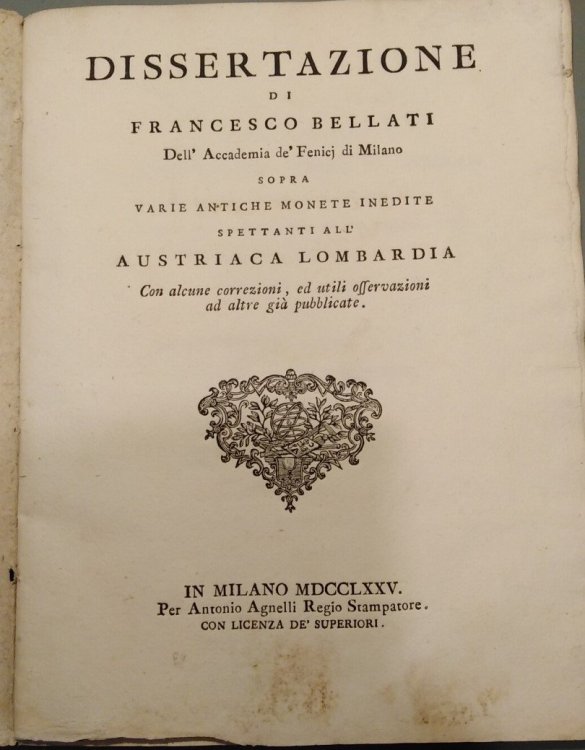 DISSERTAZIONE
DI
FRANCESCO BELLATI
Dell' Accademia de' Fenicj di Milano
SOPRA
VARIE ANTICHE MONETE INEDITE
SPETTANTI ALL'
AUSTRIACA LOMBARDIA
Con alcune correzioni, ed utili oſſervazioni
ad altre già pubblicate.
IN MILANO MDCCLXXV.
Per Antonio Agnelli Regio Stampatore.
CON LICENZA DE' SUPERIORI.